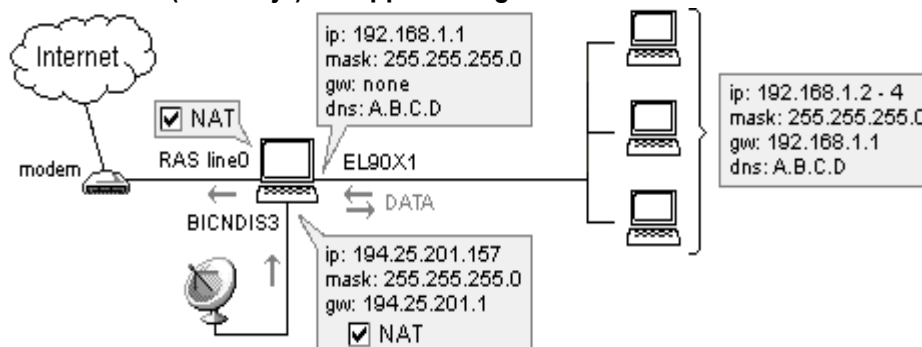 Internet
modem
NAT
RAS line0
BICNDIS3
ip: 192.168.1.1
mask: 255.255.255.0
gw: none
dns: A.B.C.D
EL90X1
DATA
ip: 194.25.201.157
mask: 255.255.255.0
gw: 194.25.201.1
NAT
ip: 192.168.1.2 - 4
mask: 255.255.255.0
gw: 192.168.1.1
dns: A.B.C.D